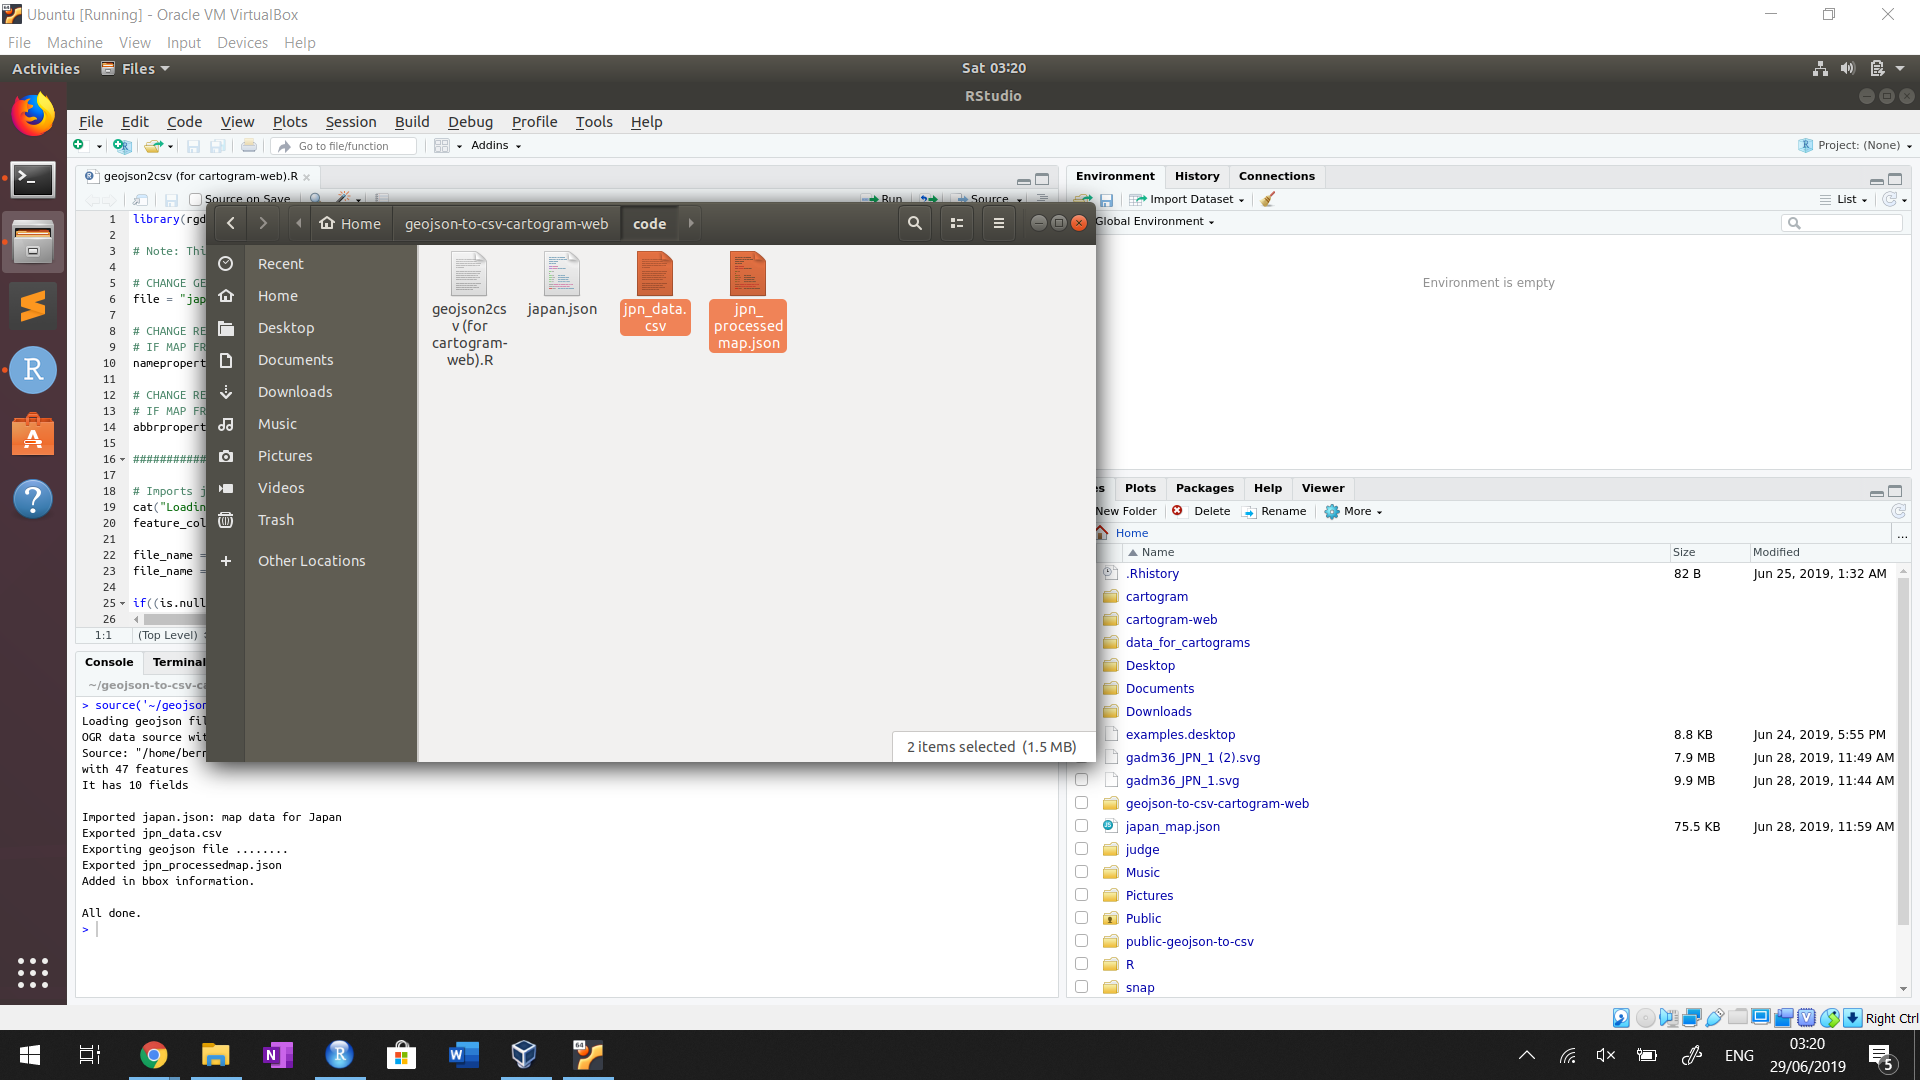 Ubuntu [Running] - Oracle VM VirtualBox
File Machine View Input Devices Help
Activities Files Sat 03:20
RStudio
File Edit Code View Plots Session Build Debug Profile Tools Help
Go to file/function Addins Project: (None)
geojson2csv (for cartogram-web).R
Source on Save Run Source
1 library(rgd
2
3 # Note: Thi
4
5 # CHANGE GE
6 file = "jap
7
8 # CHANGE RE
9 # IF MAP FR
10 namepropert
11
12 # CHANGE RE
13 # IF MAP FR
14 abbrpropert
15
16 ###########
17
18 # Imports j
19 cat("Loadin
20 feature_col
21
22 file_name =
23 file_name =
24
25 if((is.null
26
1:1 (Top Level)
Home geojson-to-csv-cartogram-web code
Recent
Home
Desktop
Documents
Downloads
Music
Pictures
Videos
Trash
Other Locations
geojson2cs
v (for
cartogram-
web).R
japan.json
jpn_data.
csv
jpn_
processed
map.json
2 items selected (1.5 MB)
Console Terminal
~/geojson-to-csv-ca
> source('~/geojson
Loading geojson fil
OGR data source wit
Source: "/home/bern
with 47 features
It has 10 fields
Imported japan.json: map data for Japan
Exported jpn_data.csv
Exporting geojson file ........
Exported jpn_processedmap.json
Added in bbox information.
All done.
>
Environment History Connections
Import Dataset List
Global Environment
Environment is empty
es Plots Packages Help Viewer
New Folder Delete Rename More
Home ...
Name Size Modified
.Rhistory 82 B Jun 25, 2019, 1:32 AM
cartogram
cartogram-web
data_for_cartograms
Desktop
Documents
Downloads
examples.desktop 8.8 KB Jun 24, 2019, 5:55 PM
gadm36_JPN_1 (2).svg 7.9 MB Jun 28, 2019, 11:49 AM
gadm36_JPN_1.svg 9.9 MB Jun 28, 2019, 11:44 AM
geojson-to-csv-cartogram-web
japan_map.json 75.5 KB Jun 28, 2019, 11:59 AM
judge
Music
Pictures
Public
public-geojson-to-csv
R
snap
Right Ctrl
ENG
03:20
29/06/2019
5